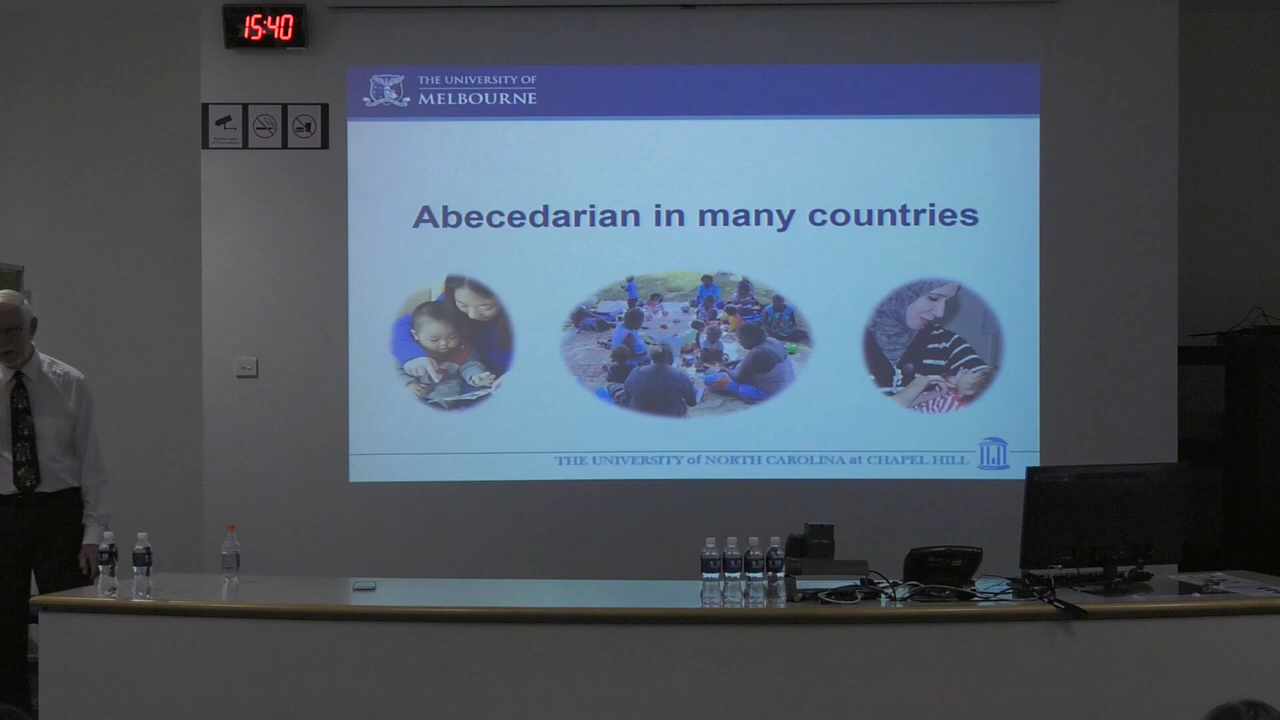 15:40
THE UNIVERSITY OF
MELBOURNE
Abecedarian in many countries
THE UNIVERSITY of NORTH CAROLINA at CHAPEL HILL